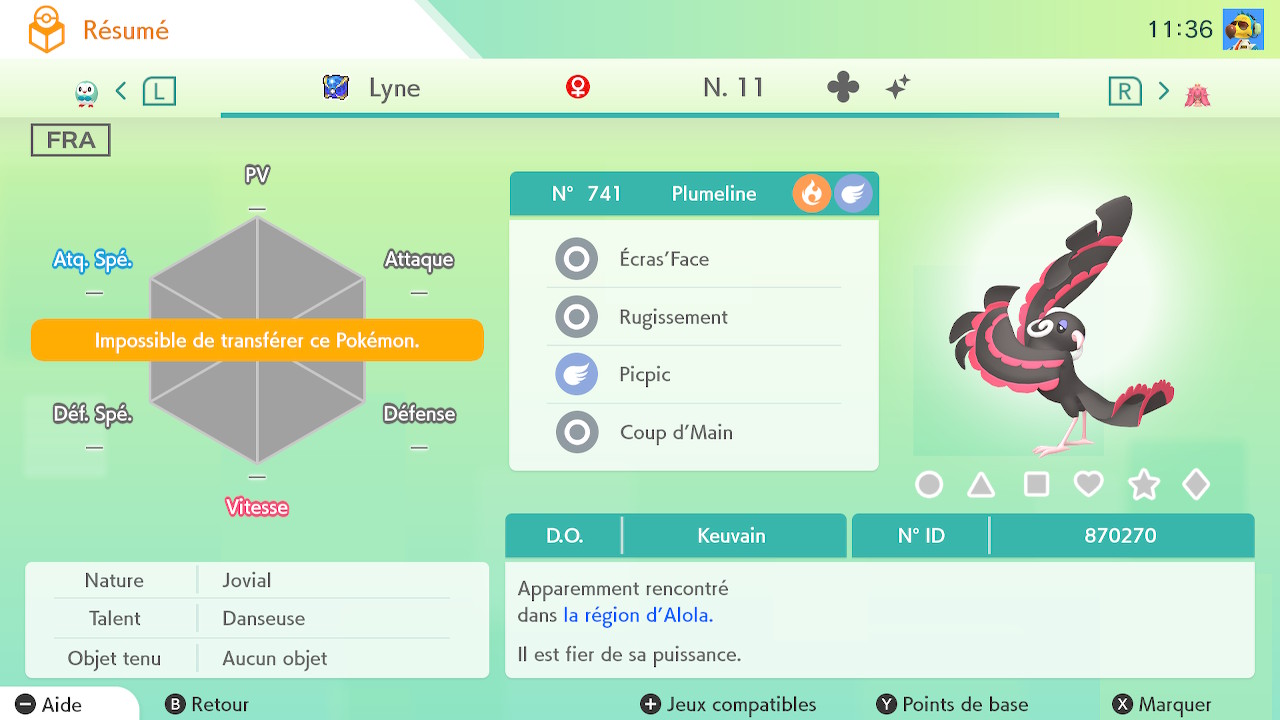 Résumé
11:36
L
Lyne
N. 11
R
FRA
PV
—
Atq. Spé.
—
Attaque
—
Impossible de transférer ce Pokémon.
Déf. Spé.
—
Défense
—
—
Vitesse
N° 741 Plumeline
Écras'Face
Rugissement
Picpic
Coup d'Main
D.O. Keuvain N° ID 870270
Apparemment rencontré
dans la région d'Alola.
Il est fier de sa puissance.
Nature Jovial
Talent Danseuse
Objet tenu Aucun objet
Aide
B Retour
Jeux compatibles
Y Points de base
X Marquer